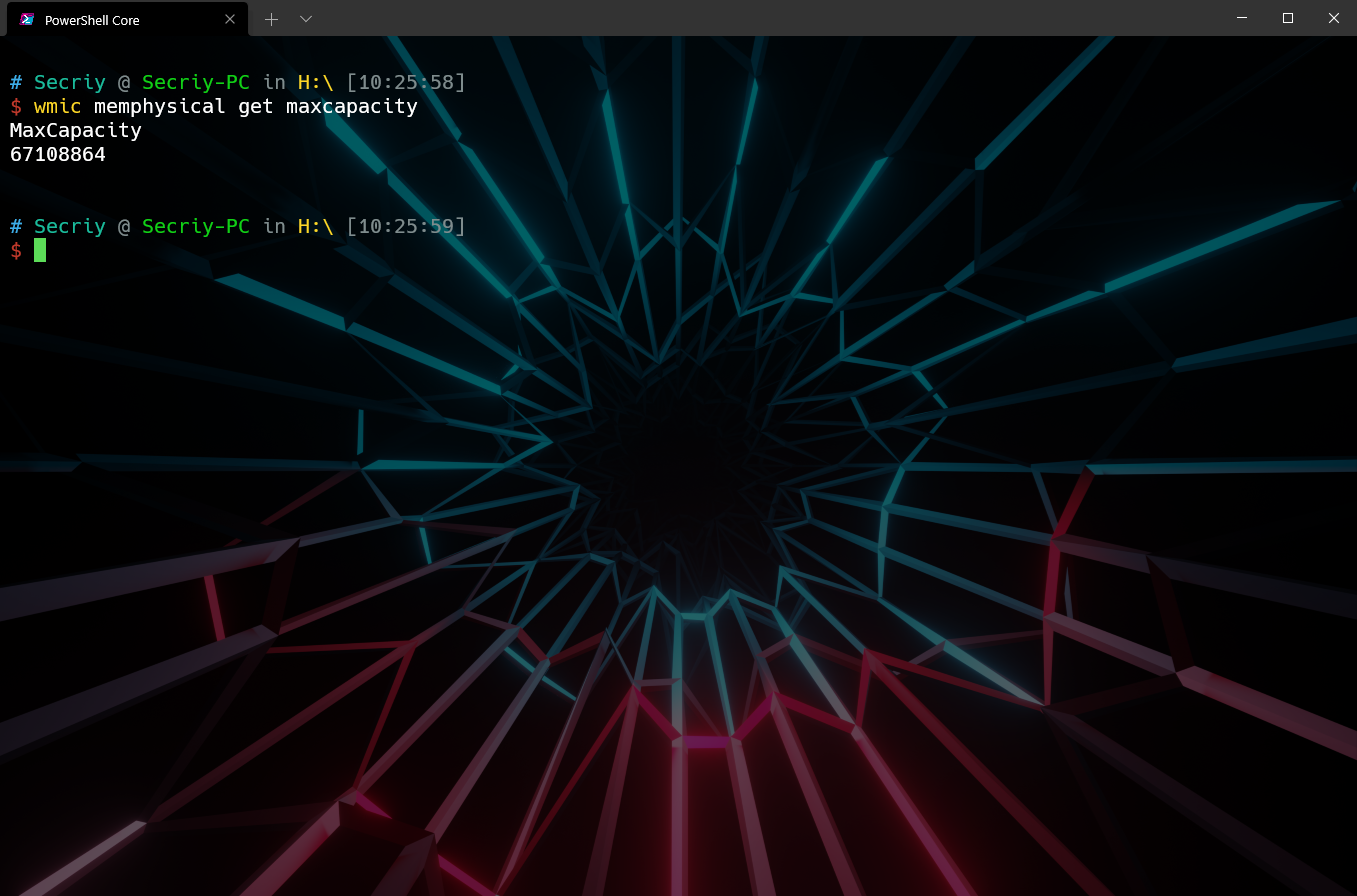 PowerShell Core
# Secriy @ Secriy-PC in H:\ [10:25:58]
$ wmic memphysical get maxcapacity
MaxCapacity
67108864
# Secriy @ Secriy-PC in H:\ [10:25:59]
$